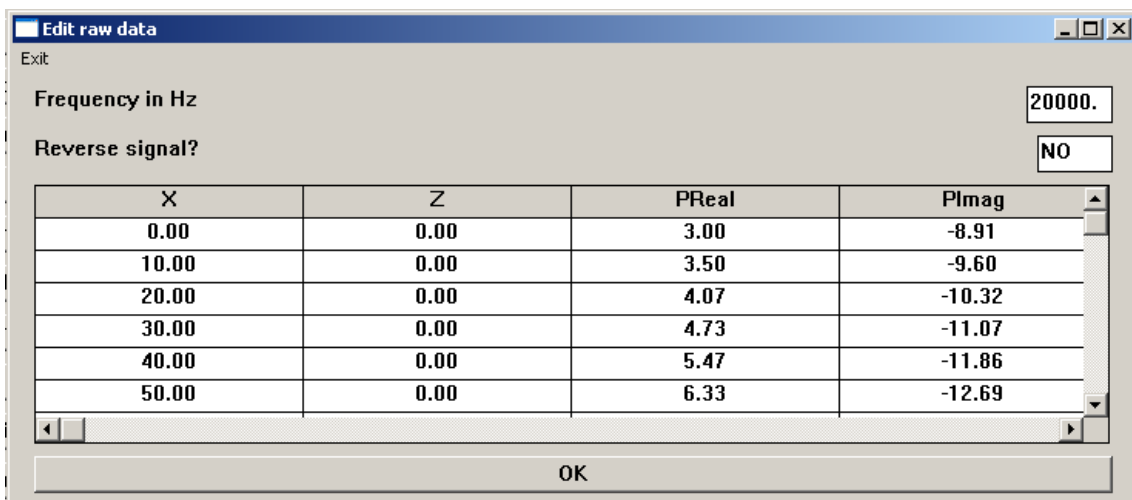 Edit raw data
Exit
Frequency in Hz 20000.
Reverse signal? NO
X Z PReal PImag
0.00 0.00 3.00 -8.91
10.00 0.00 3.50 -9.60
20.00 0.00 4.07 -10.32
30.00 0.00 4.73 -11.07
40.00 0.00 5.47 -11.86
50.00 0.00 6.33 -12.69
OK